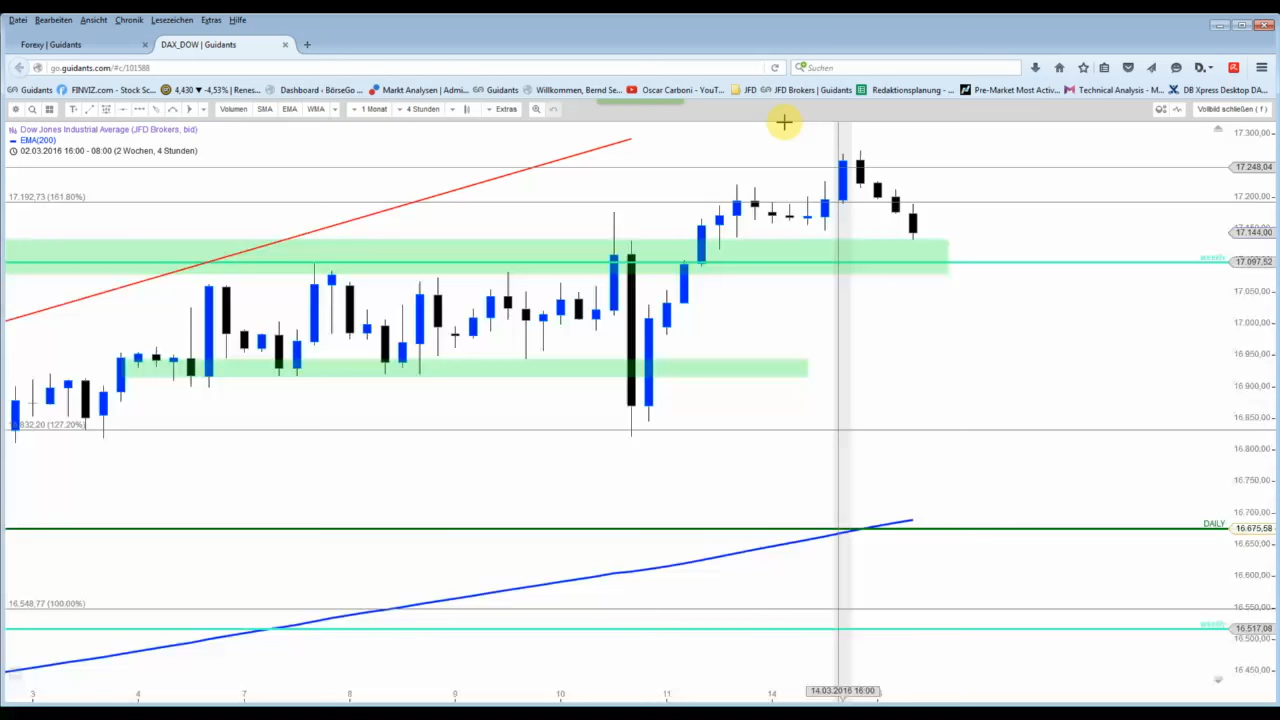 Datei Bearbeiten Ansicht Chronik Lesezeichen Extras Hilfe
Forexy | Guidants × DAX_DOW | Guidants × +
go.guidants.com/#c/101588 Suchen
Guidants FINVIZ.com - Stock Sc... 4,430 ▼ -4,53% | Renes... Dashboard - BörseGo ... Markt Analysen | Admi... Guidants Willkommen, Bernd Se... Oscar Carboni - YouT... JFD JFD Brokers | Guidants Redaktionsplanung - ... Pre-Market Most Activ... Technical Analysis - M... DB Xpress Desktop DA...
Volumen SMA EMA WMA 1 Monat 4 Stunden Extras Vollbild schließen ( f )
Dow Jones Industrial Average (JFD Brokers, bid)
EMA(200)
02.03.2016 16:00 - 08:00 (2 Wochen, 4 Stunden)
17.300,00
17.248,04
17.192,73 (161.80%)
17.200,00
17.144,00
weekly
17.097,52
17.050,00
17.000,00
16.950,00
16.900,00
16.850,00
16.832,20 (127.20%)
16.800,00
16.750,00
16.700,00
DAILY
16.675,58
16.650,00
16.600,00
16.548,77 (100.00%)
16.550,00
weekly
16.517,08
16.500,00
16.450,00
3 4 7 8 9 10 11 14 14.03.2016 16:00